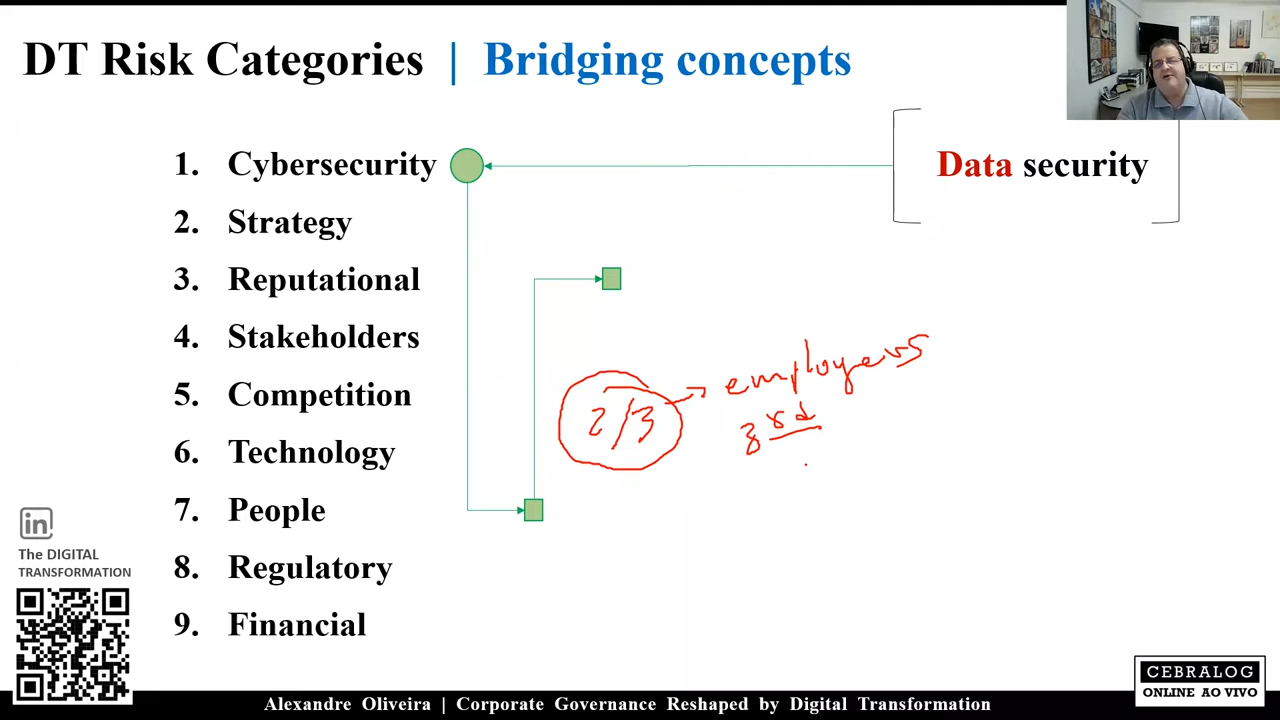 DT Risk Categories | Bridging concepts
1. Cybersecurity
Data security
2. Strategy
3. Reputational
4. Stakeholders
5. Competition
6. Technology
7. People
8. Regulatory
9. Financial
2/3 → employees
3rd
in
The DIGITAL
TRANSFORMATION
CEBRALOG
ONLINE AO VIVO
Alexandre Oliveira | Corporate Governance Reshaped by Digital Transformation